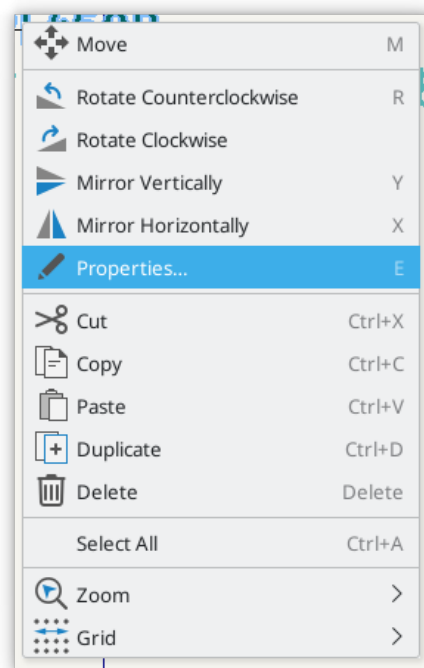 Move M
Rotate Counterclockwise R
Rotate Clockwise
Mirror Vertically Y
Mirror Horizontally X
Properties... E
Cut Ctrl+X
Copy Ctrl+C
Paste Ctrl+V
Duplicate Ctrl+D
Delete Delete
Select All Ctrl+A
Zoom
Grid